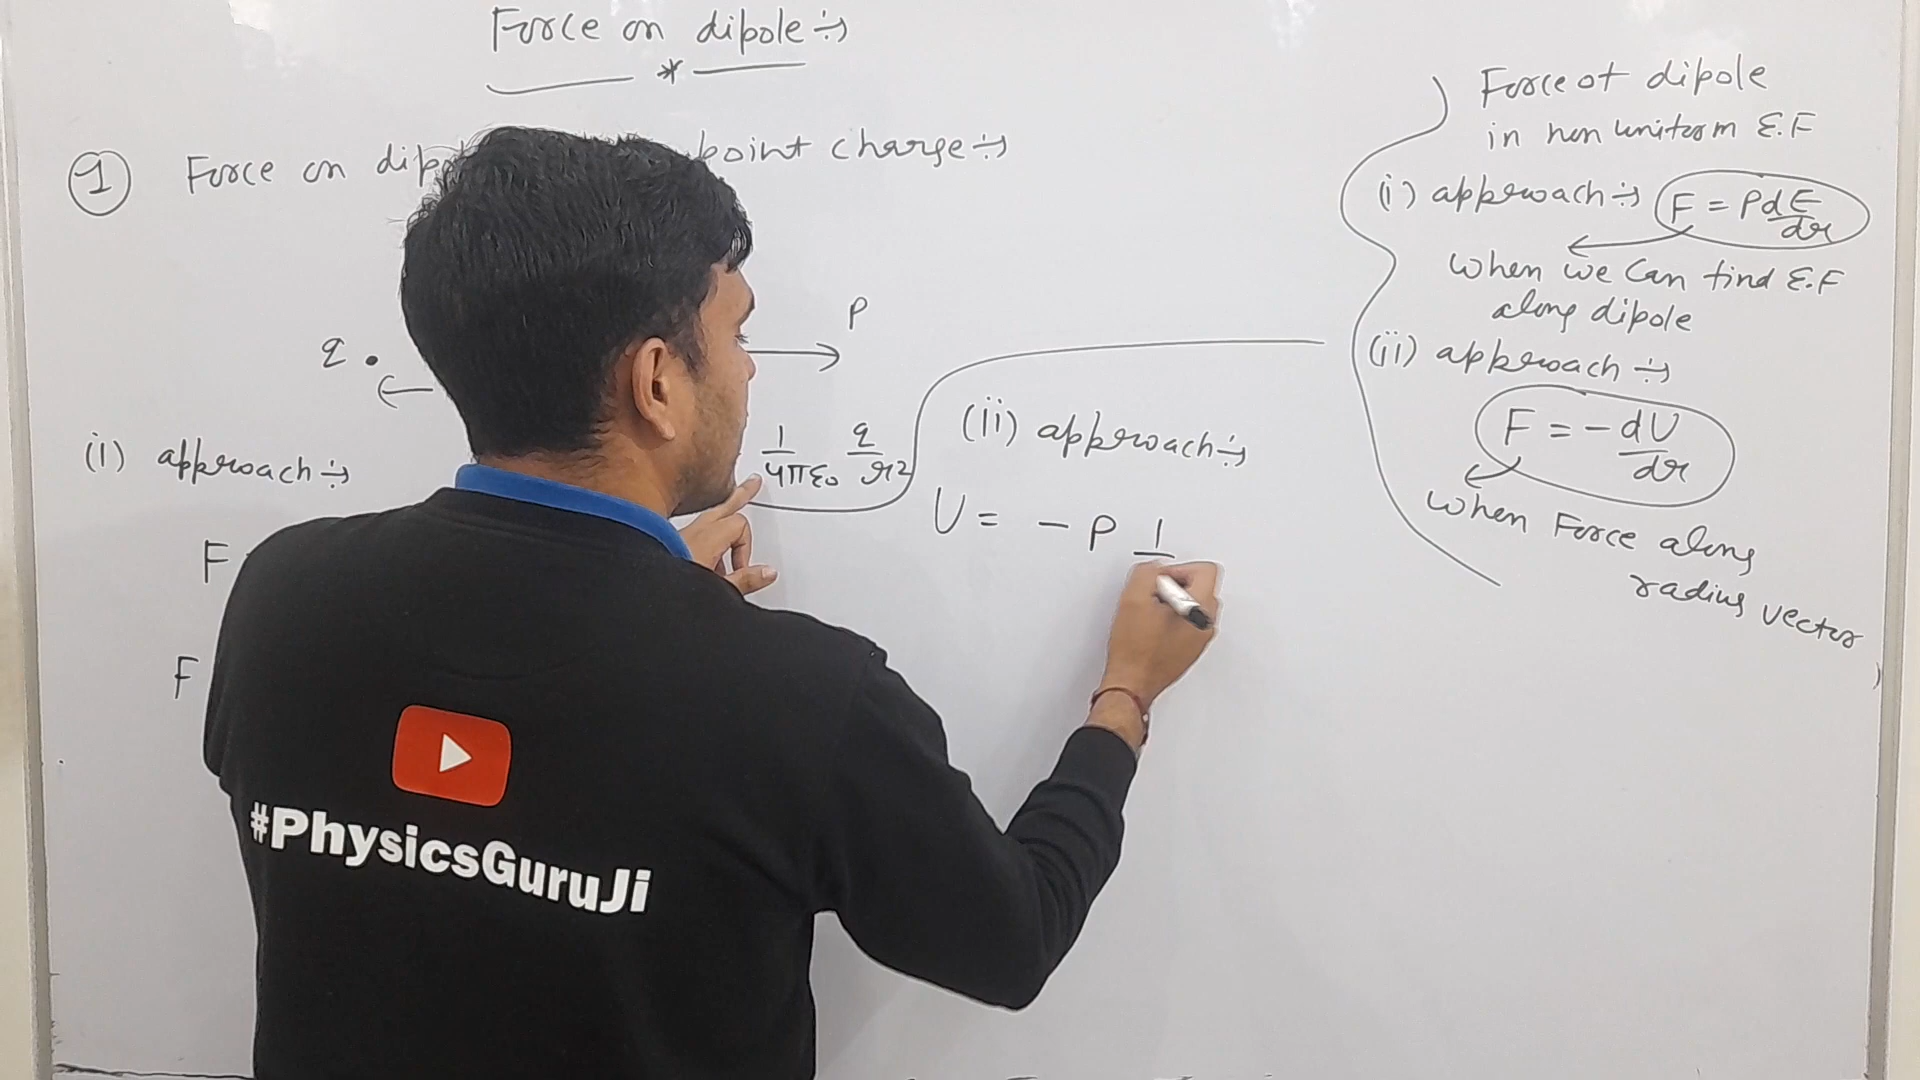 Force on dipole :→
*
① Force on dip point charge :→
P
q .
(i) approach :→
1/4πε₀ q/r²
F
F
(ii) approach :→
U = - P 1
Force of dipole
in non uniform E.F
(i) approach :→ F = P dE/dr
when we can find E.F
along dipole
(ii) approach :→
F = - dU/dr
when Force along
radius vector
#PhysicsGuruJi